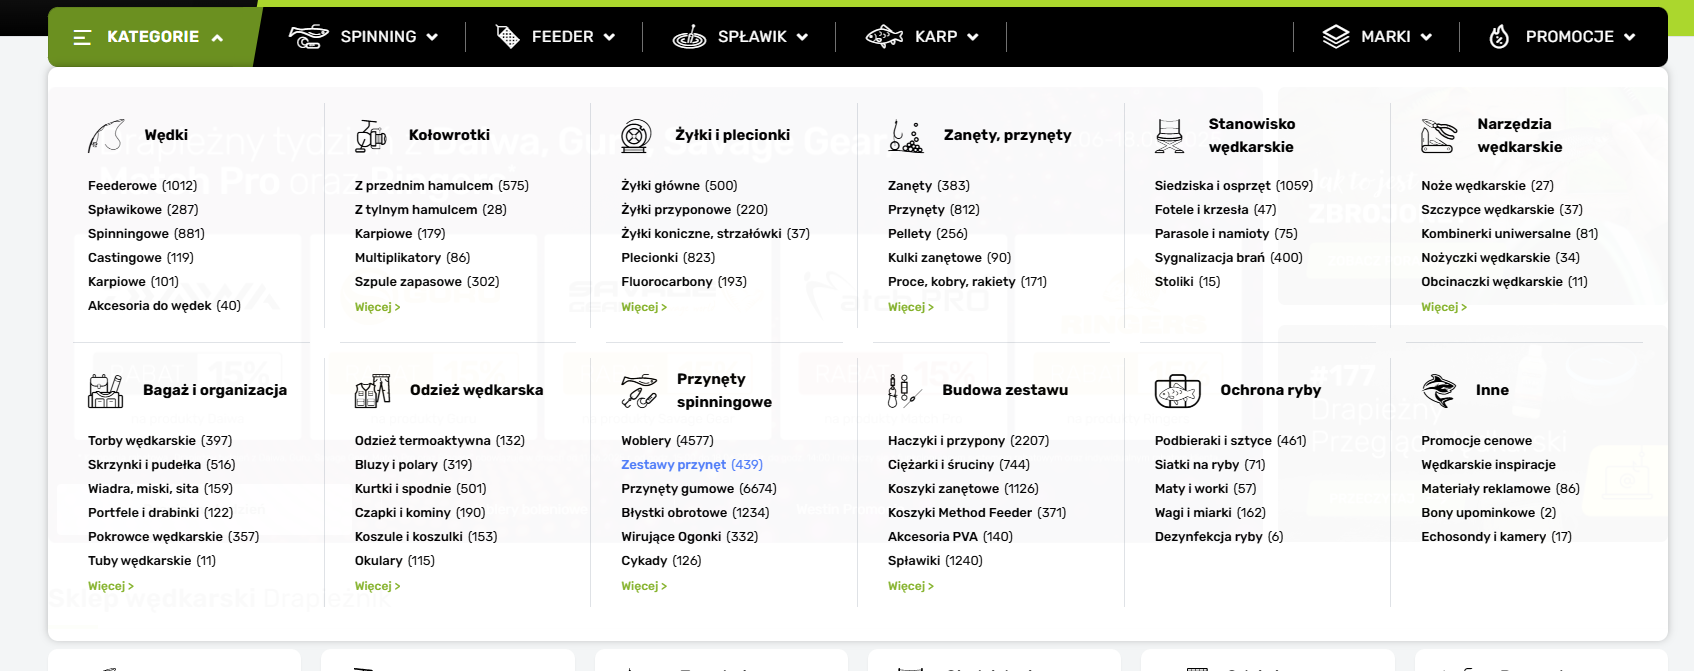 KATEGORIE
SPINNING
FEEDER
SPŁAWIK
KARP
MARKI
PROMOCJE
Wędki
Feederowe (1012)
Spławikowe (287)
Spinningowe (881)
Castingowe (119)
Karpiowe (101)
Akcesoria do wędek (40)
Kołowrotki
Z przednim hamulcem (575)
Z tylnym hamulcem (28)
Karpiowe (179)
Multiplikatory (86)
Szpule zapasowe (302)
Więcej >
Żyłki i plecionki
Żyłki główne (500)
Żyłki przyponowe (220)
Żyłki koniczne, strzałówki (37)
Plecionki (823)
Fluorocarbony (193)
Więcej >
Zanęty, przynęty
Zanęty (383)
Przynęty (812)
Pellety (256)
Kulki zanętowe (90)
Proce, kobry, rakiety (171)
Więcej >
Stanowisko
wędkarskie
Siedziska i osprzęt (1059)
Fotele i krzesła (47)
Parasole i namioty (75)
Sygnalizacja brań (400)
Stoliki (15)
Narzędzia
wędkarskie
Noże wędkarskie (27)
Szczypce wędkarskie (37)
Kombinerki uniwersalne (81)
Nożyczki wędkarskie (34)
Obcinaczki wędkarskie (11)
Więcej >
Bagaż i organizacja
Torby wędkarskie (397)
Skrzynki i pudełka (516)
Wiadra, miski, sita (159)
Portfele i drabinki (122)
Pokrowce wędkarskie (357)
Tuby wędkarskie (11)
Więcej >
Odzież wędkarska
Odzież termoaktywna (132)
Bluzy i polary (319)
Kurtki i spodnie (501)
Czapki i kominy (190)
Koszule i koszulki (153)
Okulary (115)
Więcej >
Przynęty
spinningowe
Woblery (4577)
Zestawy przynęt (439)
Przynęty gumowe (6674)
Błystki obrotowe (1234)
Wirujące Ogonki (332)
Cykady (126)
Więcej >
Budowa zestawu
Haczyki i przypony (2207)
Ciężarki i śruciny (744)
Koszyki zanętowe (1126)
Koszyki Method Feeder (371)
Akcesoria PVA (140)
Spławiki (1240)
Więcej >
Ochrona ryby
Podbieraki i sztyce (461)
Siatki na ryby (71)
Maty i worki (57)
Wagi i miarki (162)
Dezynfekcja ryby (6)
Inne
Promocje cenowe
Wędkarskie inspiracje
Materiały reklamowe (86)
Bony upominkowe (2)
Echosondy i kamery (17)
#177
Sklep wędkarski Drapieżnik